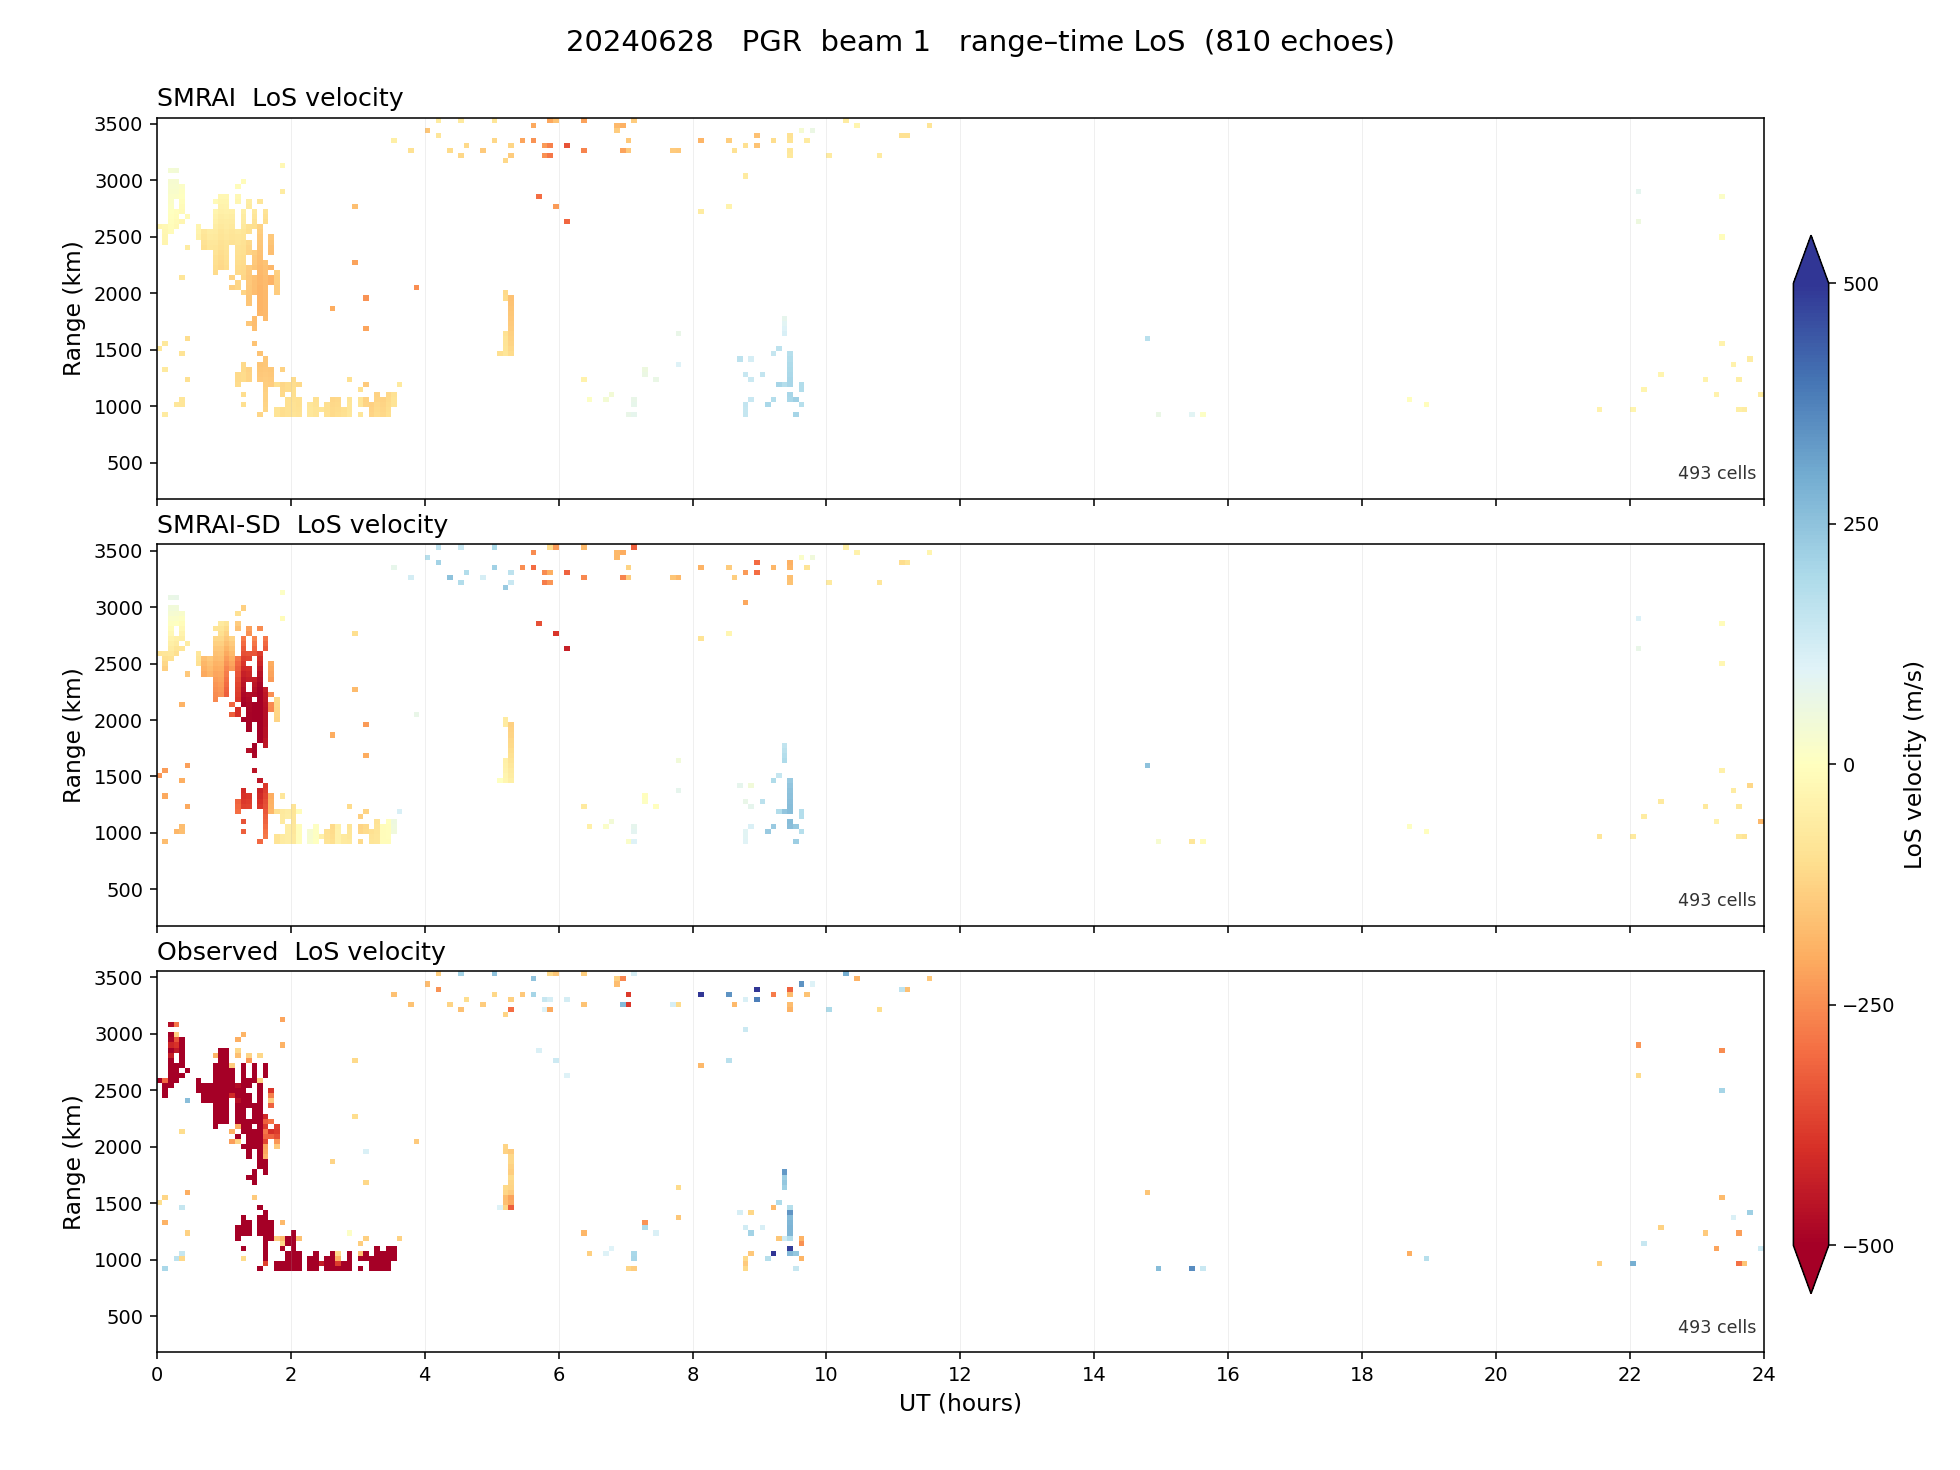 20240628   PGR  beam 1   range–time LoS  (810 echoes)
SMRAI  LoS velocity
3500
3000
2500
2000
1500
1000
500
Range (km)
493 cells
SMRAI-SD  LoS velocity
3500
3000
2500
2000
1500
1000
500
Range (km)
493 cells
Observed  LoS velocity
3500
3000
2500
2000
1500
1000
500
Range (km)
493 cells
0 2 4 6 8 10 12 14 16 18 20 22 24
UT (hours)
500
250
0
−250
−500
LoS velocity (m/s)